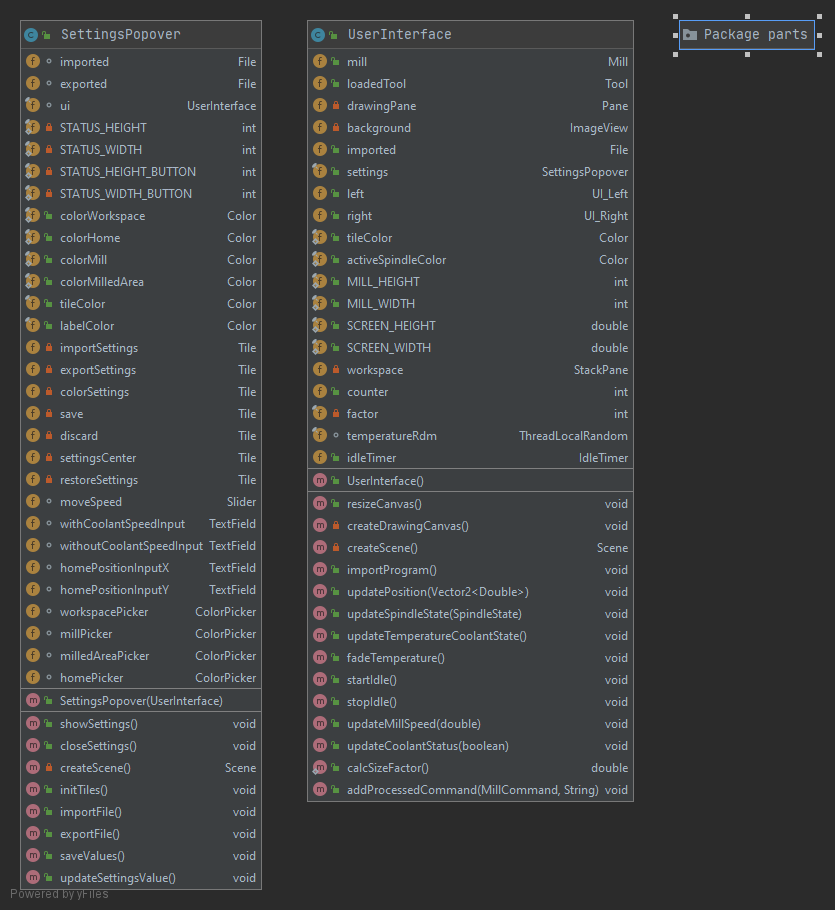 SettingsPopover
imported File
exported File
ui UserInterface
STATUS_HEIGHT int
STATUS_WIDTH int
STATUS_HEIGHT_BUTTON int
STATUS_WIDTH_BUTTON int
colorWorkspace Color
colorHome Color
colorMill Color
colorMilledArea Color
tileColor Color
labelColor Color
importSettings Tile
exportSettings Tile
colorSettings Tile
save Tile
discard Tile
settingsCenter Tile
restoreSettings Tile
moveSpeed Slider
withCoolantSpeedInput TextField
withoutCoolantSpeedInput TextField
homePositionInputX TextField
homePositionInputY TextField
workspacePicker ColorPicker
millPicker ColorPicker
milledAreaPicker ColorPicker
homePicker ColorPicker
SettingsPopover(UserInterface)
showSettings() void
closeSettings() void
createScene() Scene
initTiles() void
importFile() void
exportFile() void
saveValues() void
updateSettingsValue() void
UserInterface
mill Mill
loadedTool Tool
drawingPane Pane
background ImageView
imported File
settings SettingsPopover
left UI_Left
right UI_Right
tileColor Color
activeSpindleColor Color
MILL_HEIGHT int
MILL_WIDTH int
SCREEN_HEIGHT double
SCREEN_WIDTH double
workspace StackPane
counter int
factor int
temperatureRdm ThreadLocalRandom
idleTimer IdleTimer
UserInterface()
resizeCanvas() void
createDrawingCanvas() void
createScene() Scene
importProgram() void
updatePosition(Vector2<Double>) void
updateSpindleState(SpindleState) void
updateTemperatureCoolantState() void
fadeTemperature() void
startIdle() void
stopIdle() void
updateMillSpeed(double) void
updateCoolantStatus(boolean) void
calcSizeFactor() double
addProcessedCommand(MillCommand, String) void
Package parts
Powered by yFiles